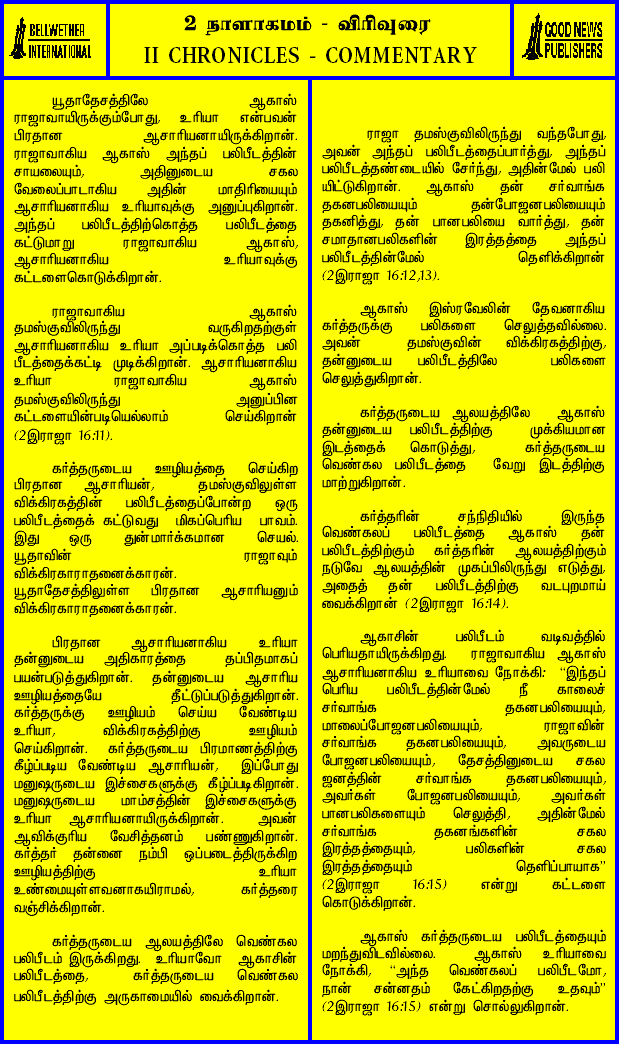 BELLWETHER
INTERNATIONAL
2 நாளாகமம் - விரிவுரை
II CHRONICLES - COMMENTARY
GOOD NEWS
PUBLISHERS
யூதாதேசத்திலே ஆகாஸ்
ராஜாவாயிருக்கும்போது, உரியா என்பவன்
பிரதான ஆசாரியனாயிருக்கிறான்.
ராஜாவாகிய ஆகாஸ் அந்தப் பலிபீடத்தின்
சாயலையும், அதினுடைய சகல
வேலைப்பாடாகிய அதின் மாதிரியையும்
ஆசாரியனாகிய உரியாவுக்கு அனுப்புகிறான்.
அந்தப் பலிபீடத்திற்கொத்த பலிபீடத்தை
கட்டுமாறு ராஜாவாகிய ஆகாஸ்,
ஆசாரியனாகிய உரியாவுக்கு
கட்டளைகொடுக்கிறான்.
ராஜாவாகிய ஆகாஸ்
தமஸ்குவிலிருந்து வருகிறதற்குள்
ஆசாரியனாகிய உரியா அப்படிக்கொத்த பலி
பீடத்தைக்கட்டி முடிக்கிறான். ஆசாரியனாகிய
உரியா ராஜாவாகிய ஆகாஸ்
தமஸ்குவிலிருந்து அனுப்பின
கட்டளையின்படியெல்லாம் செய்கிறான்
(2இராஜா 16:11).
கர்த்தருடைய ஊழியத்தை செய்கிற
பிரதான ஆசாரியன், தமஸ்குவிலுள்ள
விக்கிரகத்தின் பலிபீடத்தைப்போன்ற ஒரு
பலிபீடத்தைக் கட்டுவது மிகப்பெரிய பாவம்.
இது ஒரு துன்மார்க்கமான செயல்.
யூதாவின் ராஜாவும்
விக்கிரகாராதனைக்காரன்.
யூதாதேசத்திலுள்ள பிரதான ஆசாரியனும்
விக்கிரகாராதனைக்காரன்.
பிரதான ஆசாரியனாகிய உரியா
தன்னுடைய அதிகாரத்தை தப்பிதமாகப்
பயன்படுத்துகிறான். தன்னுடைய ஆசாரிய
ஊழியத்தையே தீட்டுப்படுத்துகிறான்.
கர்த்தருக்கு ஊழியம் செய்ய வேண்டிய
உரியா, விக்கிரகத்திற்கு ஊழியம்
செய்கிறான். கர்த்தருடைய பிரமாணத்திற்கு
கீழ்ப்படிய வேண்டிய ஆசாரியன், இப்போது
மனுஷருடைய இச்சைகளுக்கு கீழ்ப்படிகிறான்.
மனுஷருடைய மாம்சத்தின் இச்சைகளுக்கு
உரியா ஆசாரியனாயிருக்கிறான். அவன்
ஆவிக்குரிய வேசித்தனம் பண்ணுகிறான்.
கர்த்தர் தன்னை நம்பி ஒப்படைத்திருக்கிற
ஊழியத்திற்கு உரியா
உண்மையுள்ளவனாகயிராமல், கர்த்தரை
வஞ்சிக்கிறான்.
கர்த்தருடைய ஆலயத்திலே வெண்கல
பலிபீடம் இருக்கிறது. உரியாவோ ஆகாசின்
பலிபீடத்தை, கர்த்தருடைய வெண்கல
பலிபீடத்திற்கு அருகாமையில் வைக்கிறான்.
ராஜா தமஸ்குவிலிருந்து வந்தபோது,
அவன் அந்தப் பலிபீடத்தைப்பார்த்து, அந்தப்
பலிபீடத்தண்டையில் சேர்ந்து, அதின்மேல் பலி
யிட்டுகிறான். ஆகாஸ் தன் சர்வாங்க
தகனபலியையும் தன்போஜனபலியையும்
தகனித்து, தன் பானபலியை வார்த்து, தன்
சமாதானபலிகளின் இரத்தத்தை அந்தப்
பலிபீடத்தின்மேல் தெளிக்கிறான்
(2இராஜா 16:12,13).
ஆகாஸ் இஸ்ரவேலின் தேவனாகிய
கர்த்தருக்கு பலிகளை செலுத்தவில்லை.
அவன் தமஸ்குவின் விக்கிரகத்திற்கு,
தன்னுடைய பலிபீடத்திலே பலிகளை
செலுத்துகிறான்.
கர்த்தருடைய ஆலயத்திலே ஆகாஸ்
தன்னுடைய பலிபீடத்திற்கு முக்கியமான
இடத்தைக் கொடுத்து, கர்த்தருடைய
வெண்கல பலிபீடத்தை வேறு இடத்திற்கு
மாற்றுகிறான்.
கர்த்தரின் சந்நிதியில் இருந்த
வெண்கலப் பலிபீடத்தை ஆகாஸ் தன்
பலிபீடத்திற்கும் கர்த்தரின் ஆலயத்திற்கும்
நடுவே ஆலயத்தின் முகப்பிலிருந்து எடுத்து,
அதைத் தன் பலிபீடத்திற்கு வடபுறமாய்
வைக்கிறான் (2இராஜா 16:14).
ஆகாசின் பலிபீடம் வடிவத்தில்
பெரியதாயிருக்கிறது. ராஜாவாகிய ஆகாஸ்
ஆசாரியனாகிய உரியாவை நோக்கி: “இந்தப்
பெரிய பலிபீடத்தின்மேல் நீ காலைச்
சர்வாங்க தகனபலியையும்,
மாலைப்போஜனபலியையும், ராஜாவின்
சர்வாங்க தகனபலியையும், அவருடைய
போஜனபலியையும், தேசத்தினுடைய சகல
ஜனத்தின் சர்வாங்க தகனபலியையும்,
அவர்கள் போஜனபலியையும், அவர்கள்
பானபலிகளையும் செலுத்தி, அதின்மேல்
சர்வாங்க தகனங்களின் சகல
இரத்தத்தையும், பலிகளின் சகல
இரத்தத்தையும் தெளிப்பாயாக”
(2இராஜா 16:15) என்று கட்டளை
கொடுக்கிறான்.
ஆகாஸ் கர்த்தருடைய பலிபீடத்தையும்
மறந்துவிடவில்லை. ஆகாஸ் உரியாவை
நோக்கி, “அந்த வெண்கலப் பலிபீடமோ,
நான் சன்னதம் கேட்கிறதற்கு உதவும்”
(2இராஜா 16:15) என்று சொல்லுகிறான்.